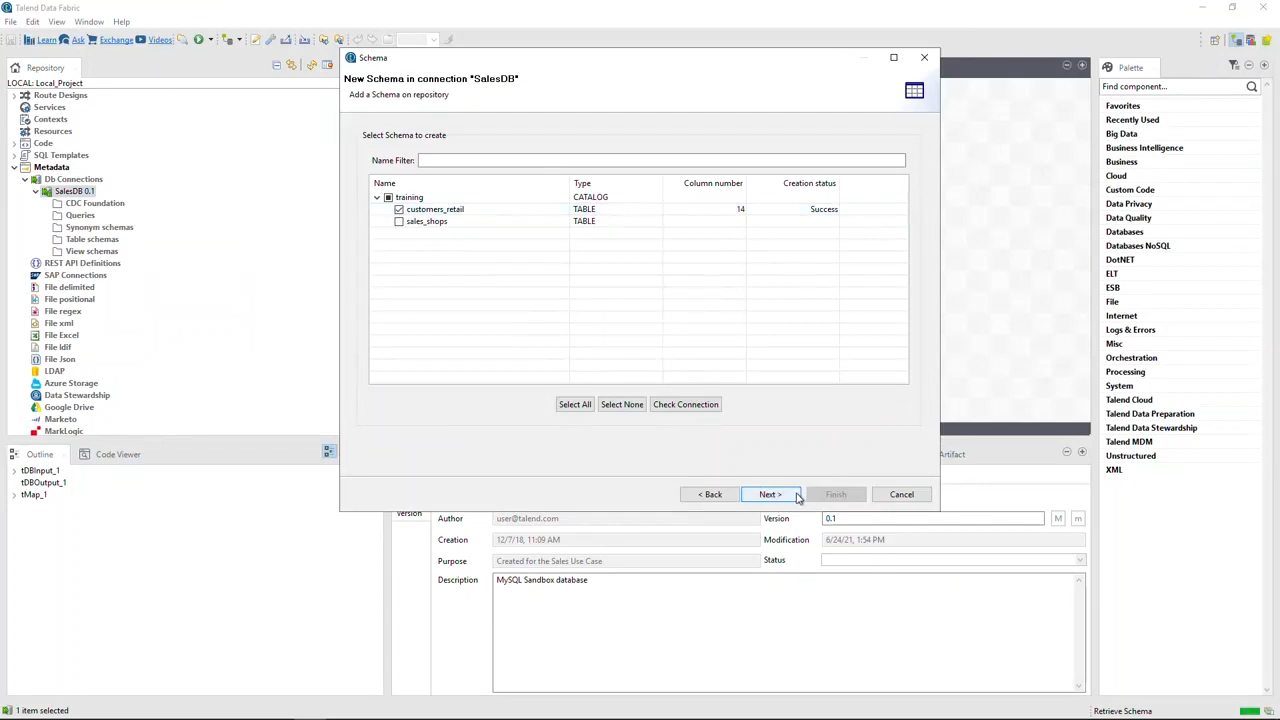 Talend Data Fabric
File Edit View Window Help
Learn Ask Exchange Videos
Repository
LOCAL: Local_Project
Route Designs
Services
Contexts
Resources
Code
SQL Templates
Metadata
Db Connections
SalesDB 0.1
CDC Foundation
Queries
Synonym schemas
Table schemas
View schemas
REST API Definitions
SAP Connections
File delimited
File positional
File regex
File xml
File Excel
File ldif
File Json
LDAP
Azure Storage
Data Stewardship
Google Drive
Marketo
MarkLogic
Outline
Code Viewer
tDBInput_1
tDBOutput_1
tMap_1
Schema
New Schema in connection "SalesDB"
Add a Schema on repository
Select Schema to create
Name Filter:
Name Type Column number Creation status
training CATALOG
customers_retail TABLE 14 Success
sales_shops TABLE
Select All Select None Check Connection
< Back Next > Finish Cancel
Artifact
Version
Author user@talend.com Version 0.1 M m
Creation 12/7/18, 11:09 AM Modification 6/24/21, 1:54 PM
Purpose Created for the Sales Use Case Status
Description MySQL Sandbox database
Palette
Find component...
Favorites
Recently Used
Big Data
Business Intelligence
Business
Cloud
Custom Code
Data Privacy
Data Quality
Databases
Databases NoSQL
DotNET
ELT
ESB
File
Internet
Logs & Errors
Misc
Orchestration
Processing
System
Talend Cloud
Talend Data Preparation
Talend Data Stewardship
Talend MDM
Unstructured
XML
1 item selected
Retrieve Schema